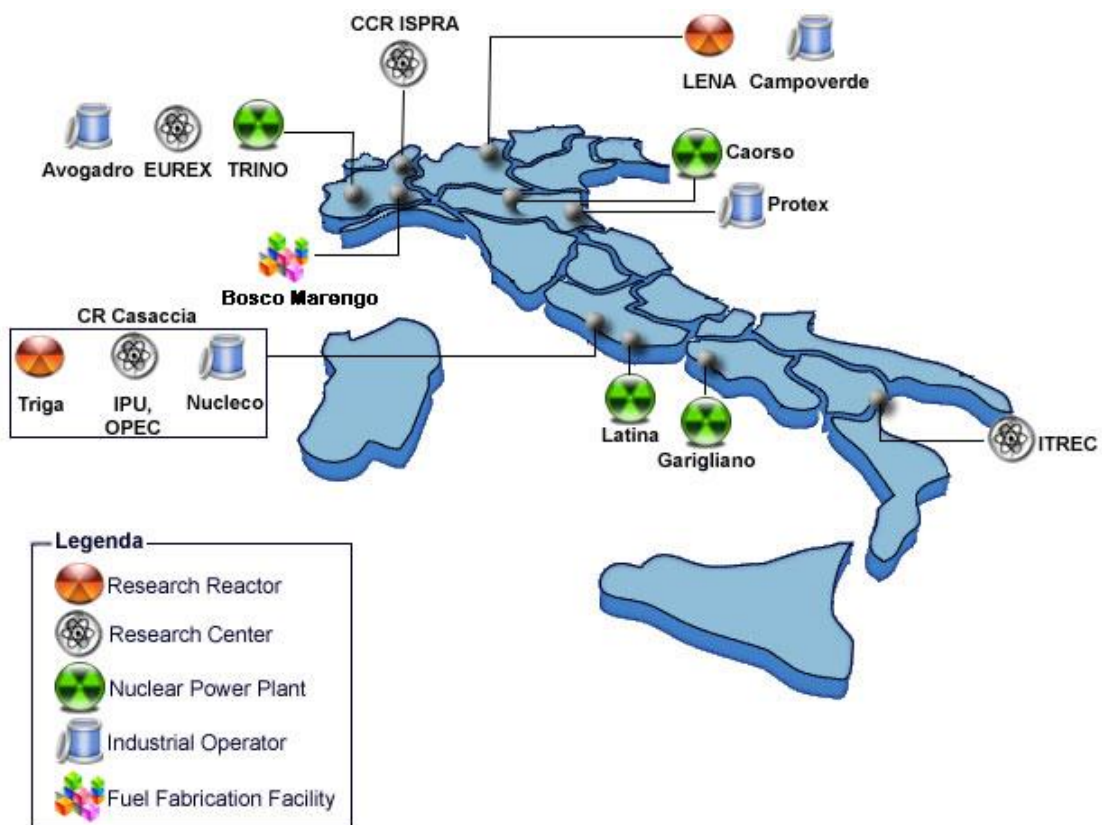 CCR ISPRA
LENA Campoverde
Avogadro EUREX TRINO
Caorso
Protex
Bosco Marengo
CR Casaccia
Triga IPU, Nucleco
OPEC
Latina
Garigliano
ITREC
Legenda
Research Reactor
Research Center
Nuclear Power Plant
Industrial Operator
Fuel Fabrication Facility